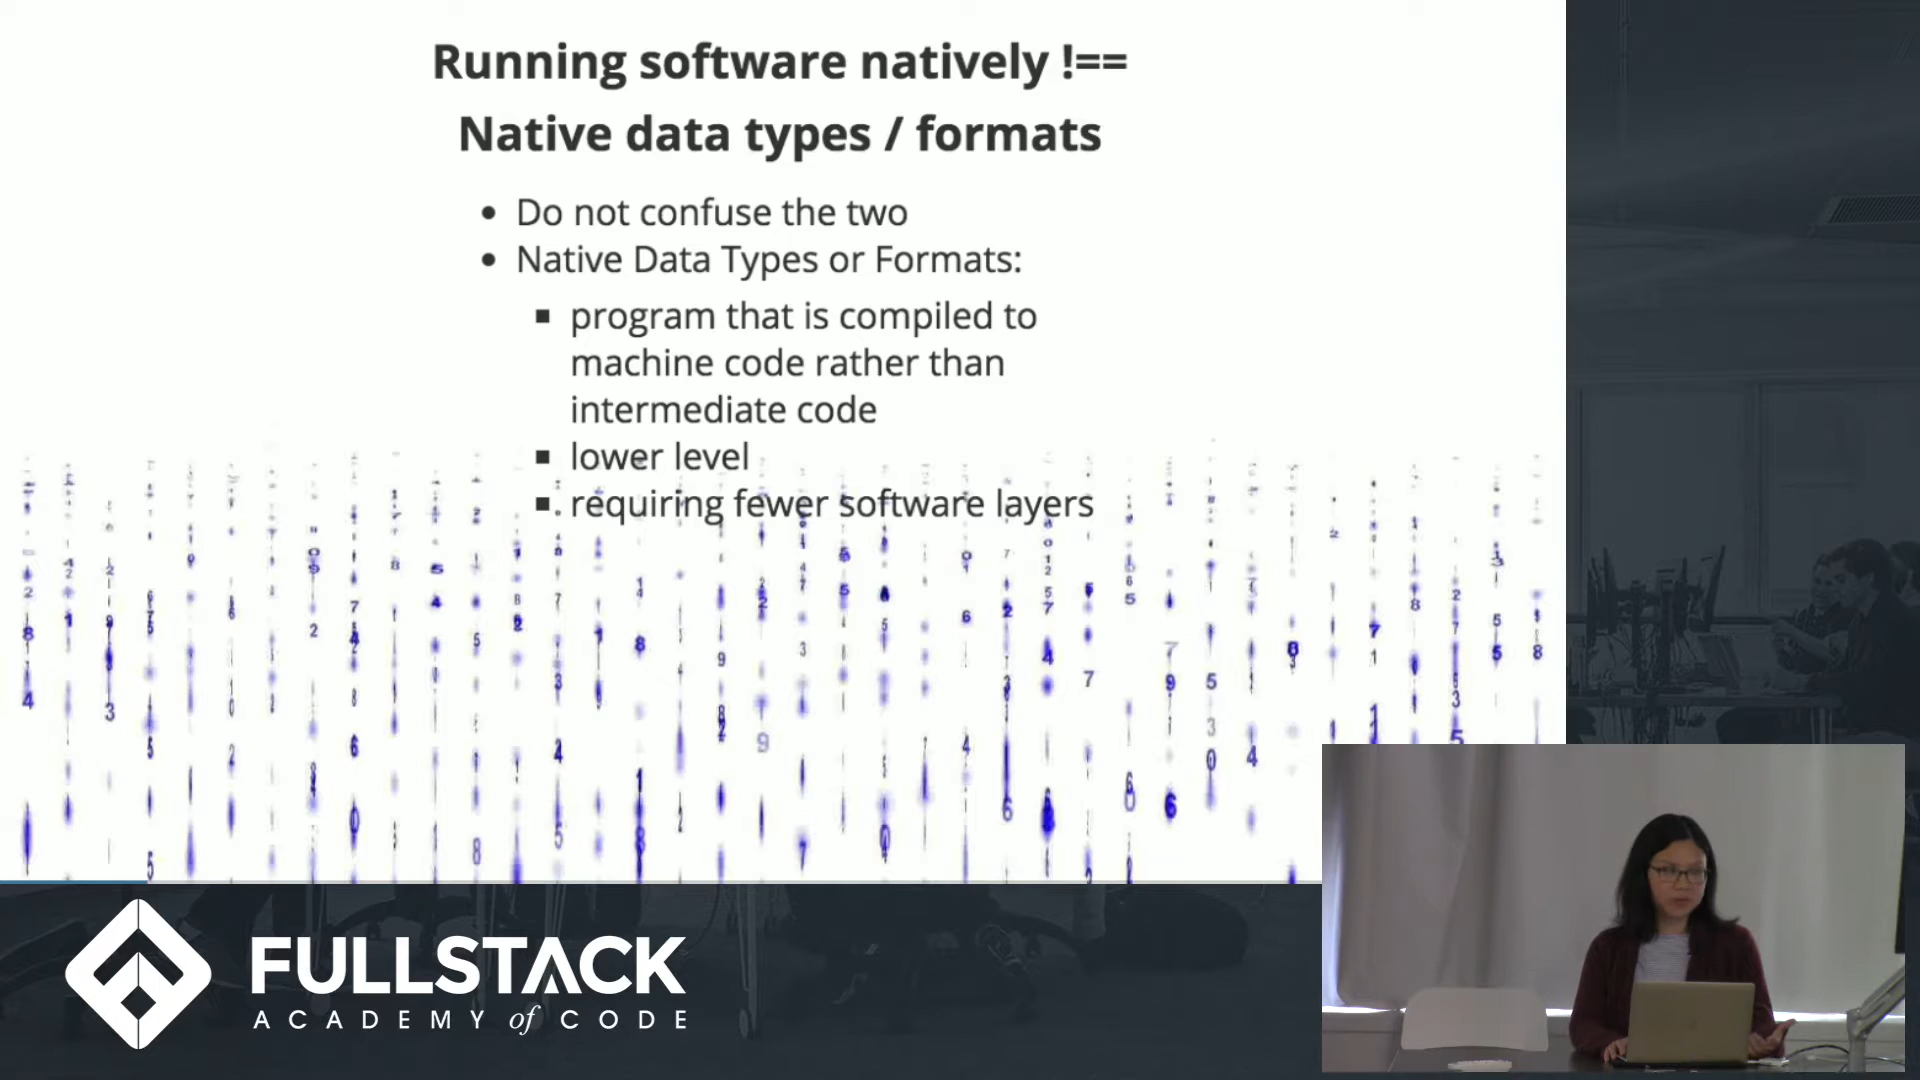 Running software natively !==
Native data types / formats
Do not confuse the two
Native Data Types or Formats:
program that is compiled to
machine code rather than
intermediate code
lower level
requiring fewer software layers
FULLSTACK
ACADEMY of CODE